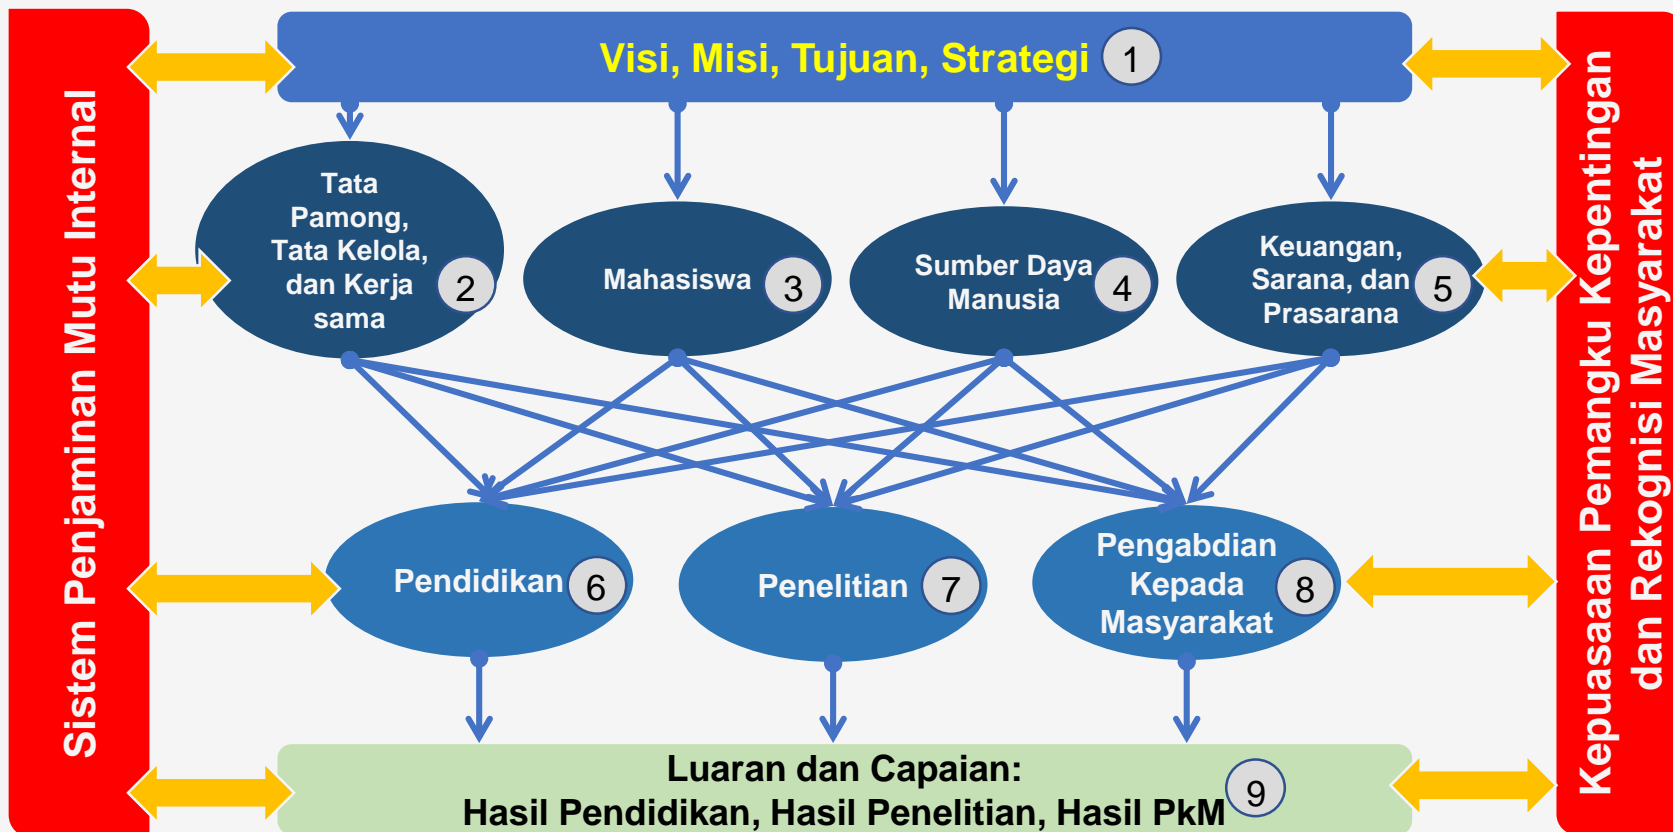 Sistem Penjaminan Mutu Internal
Visi, Misi, Tujuan, Strategi 1
Tata
Pamong,
Tata Kelola,
dan Kerja
sama
2
Mahasiswa 3
Sumber Daya
Manusia
4
Keuangan,
Sarana, dan
Prasarana
5
Pendidikan 6
Penelitian 7
Pengabdian
Kepada
Masyarakat
8
Luaran dan Capaian:
Hasil Pendidikan, Hasil Penelitian, Hasil PkM
9
Kepuasaaan Pemangku Kepentingan
dan Rekognisi Masyarakat